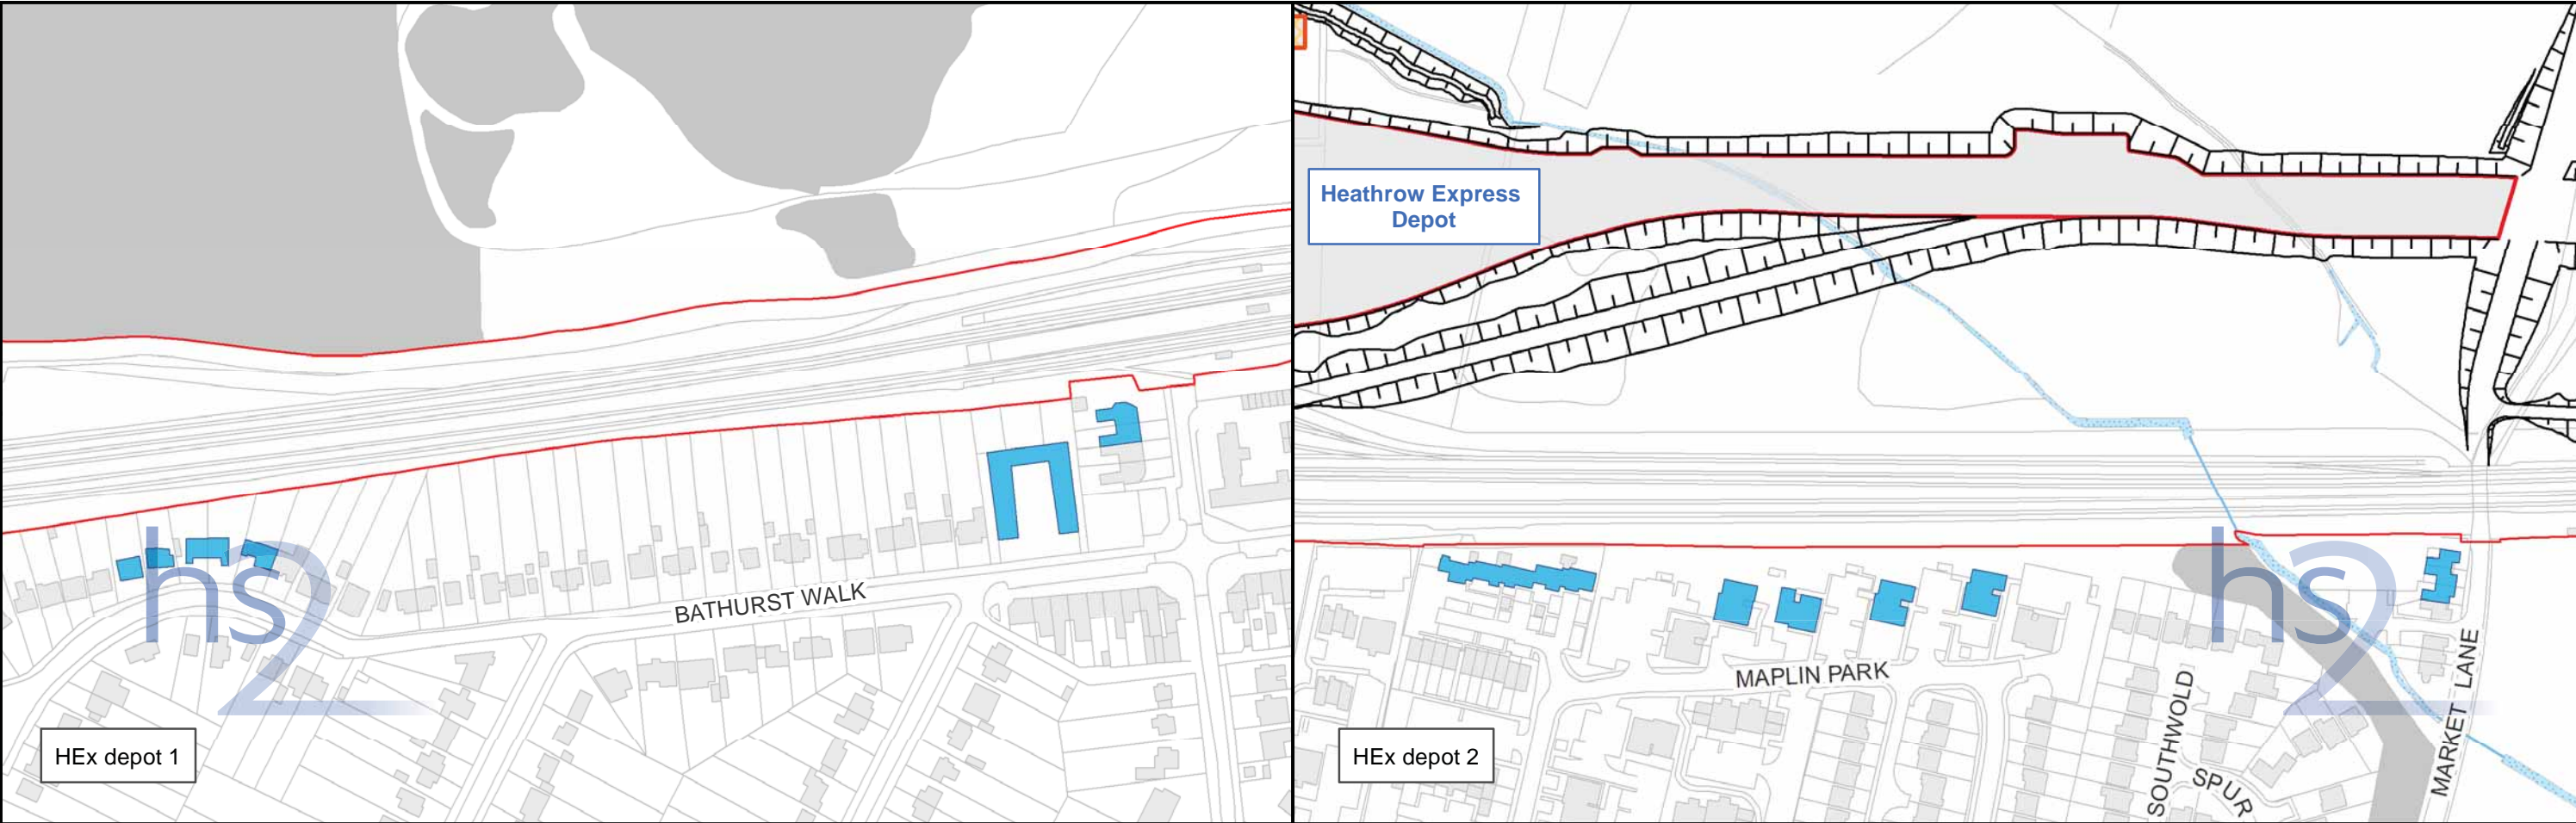 BATHURST WALK
hs2
HEx depot 1
Heathrow Express
Depot
MAPLIN PARK
SOUTHWOLD
SPUR
MARKET LANE
hs2
HEx depot 2